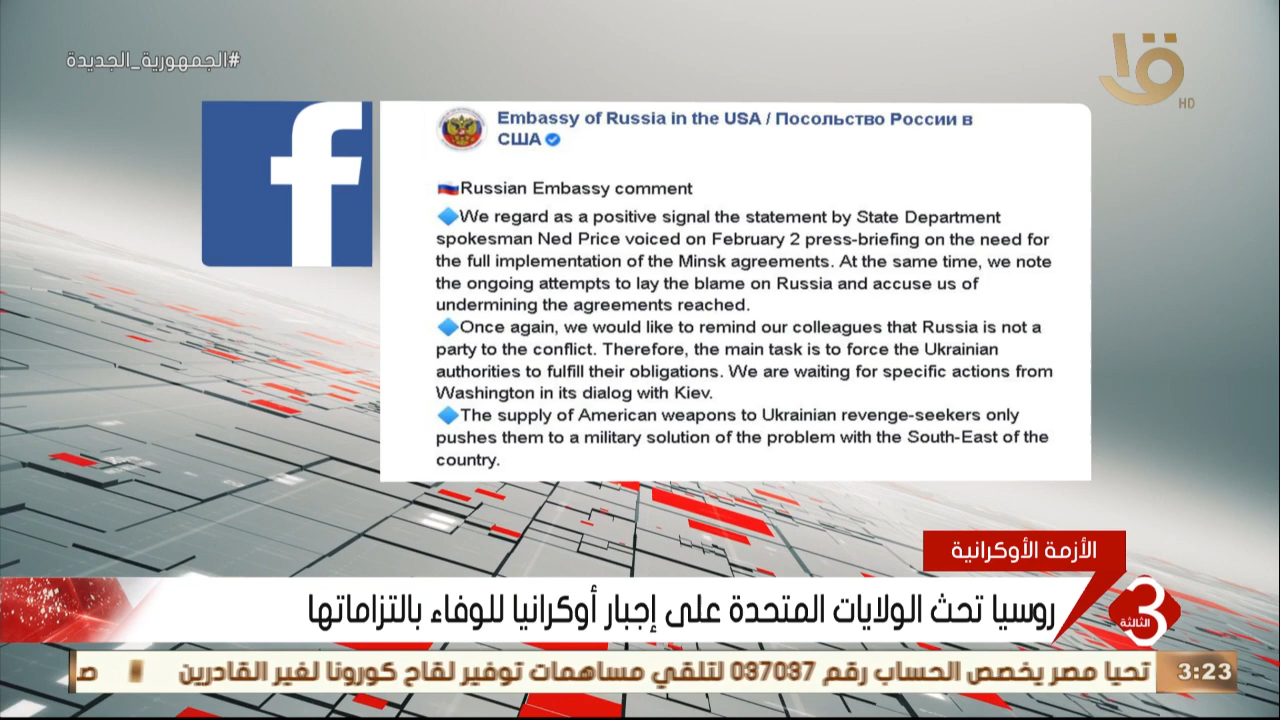 #الجمهورية_الجديدة
HD
Embassy of Russia in the USA / Посольство России в
США
Russian Embassy comment
We regard as a positive signal the statement by State Department
spokesman Ned Price voiced on February 2 press-briefing on the need for
the full implementation of the Minsk agreements. At the same time, we note
the ongoing attempts to lay the blame on Russia and accuse us of
undermining the agreements reached.
Once again, we would like to remind our colleagues that Russia is not a
party to the conflict. Therefore, the main task is to force the Ukrainian
authorities to fulfill their obligations. We are waiting for specific actions from
Washington in its dialog with Kiev.
The supply of American weapons to Ukrainian revenge-seekers only
pushes them to a military solution of the problem with the South-East of the
country.
الأزمة الأوكرانية
روسيا تحث الولايات المتحدة على إجبار أوكرانيا للوفاء بالتزاماتها
3
الثالثة
3:23
تحيا مصر يخصص الحساب رقم 037037 لتلقي مساهمات توفير لقاح كورونا لغير القادرين